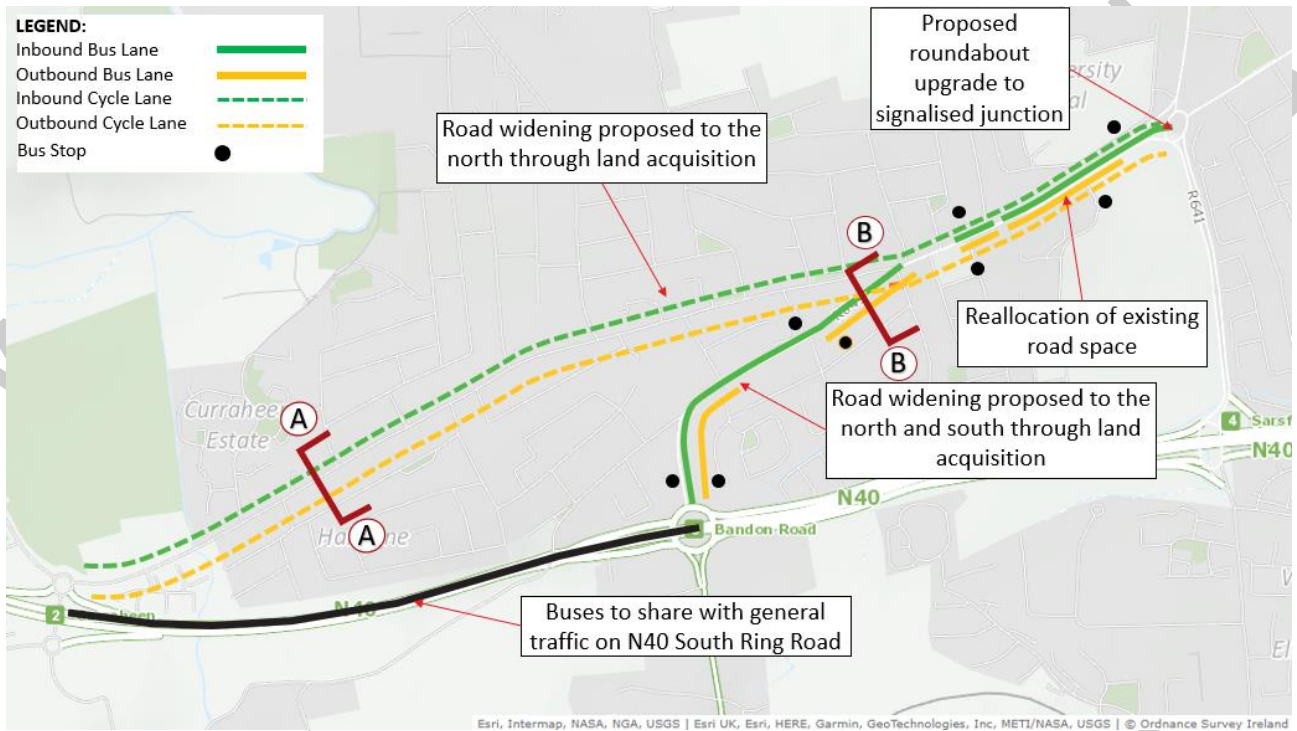 LEGEND:
Inbound Bus Lane
Outbound Bus Lane
Inbound Cycle Lane
Outbound Cycle Lane
Bus Stop
Proposed
roundabout
upgrade to
signalised junction
Road widening proposed to the
north through land acquisition
R641
B
B
Reallocation of existing
road space
Road widening proposed to the
north and south through land
acquisition
Estate
A
A
4
N40
N40
Bandon Road
2
N40
Buses to share with general
traffic on N40 South Ring Road
Esri, Intermap, NASA, NGA, USGS | Esri UK, Esri, HERE, Garmin, GeoTechnologies, Inc, METI/NASA, USGS | © Ordnance Survey Ireland